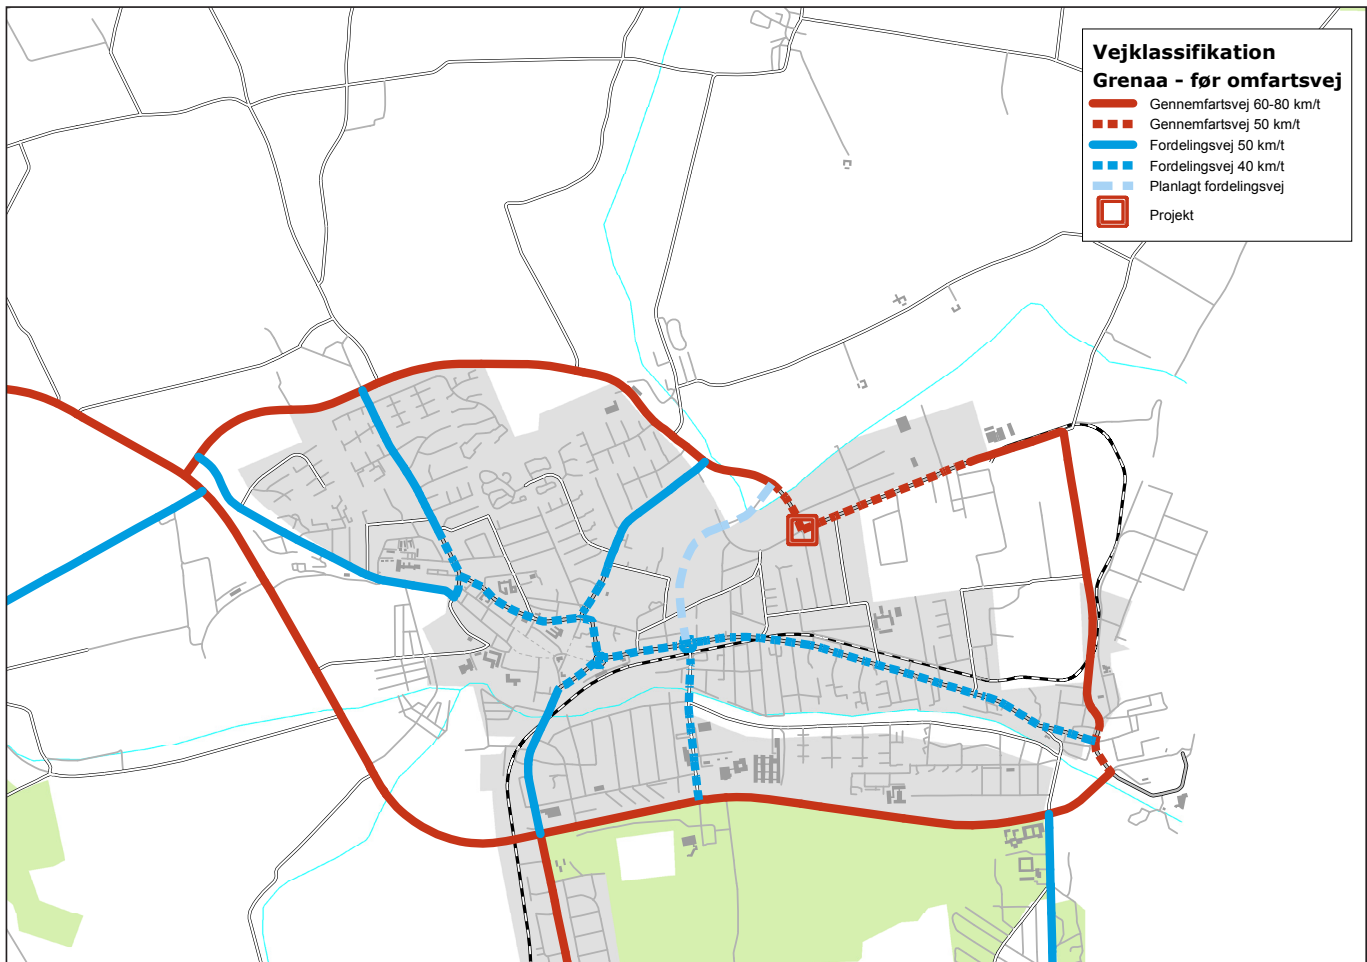 Vejklassifikation
Grenaa - før omfartsvej
Gennemfartsvej 60-80 km/t
Gennemfartsvej 50 km/t
Fordelingsvej 50 km/t
Fordelingsvej 40 km/t
Planlagt fordelingsvej
Projekt